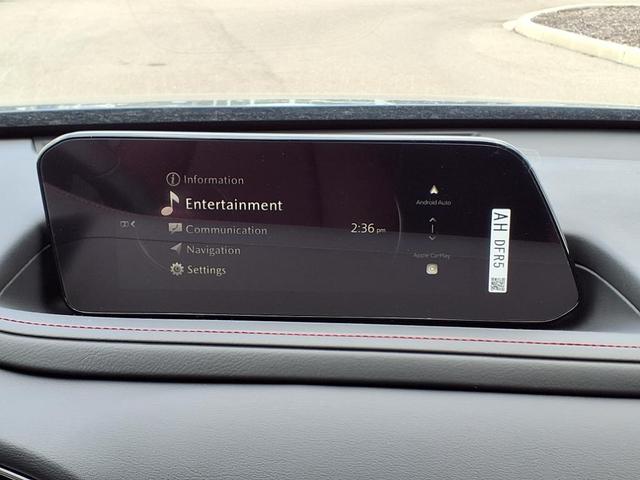 Information
Entertainment
Communication
Navigation
Settings
2:36 pm
Android Auto
Apple CarPlay
AH DFR5